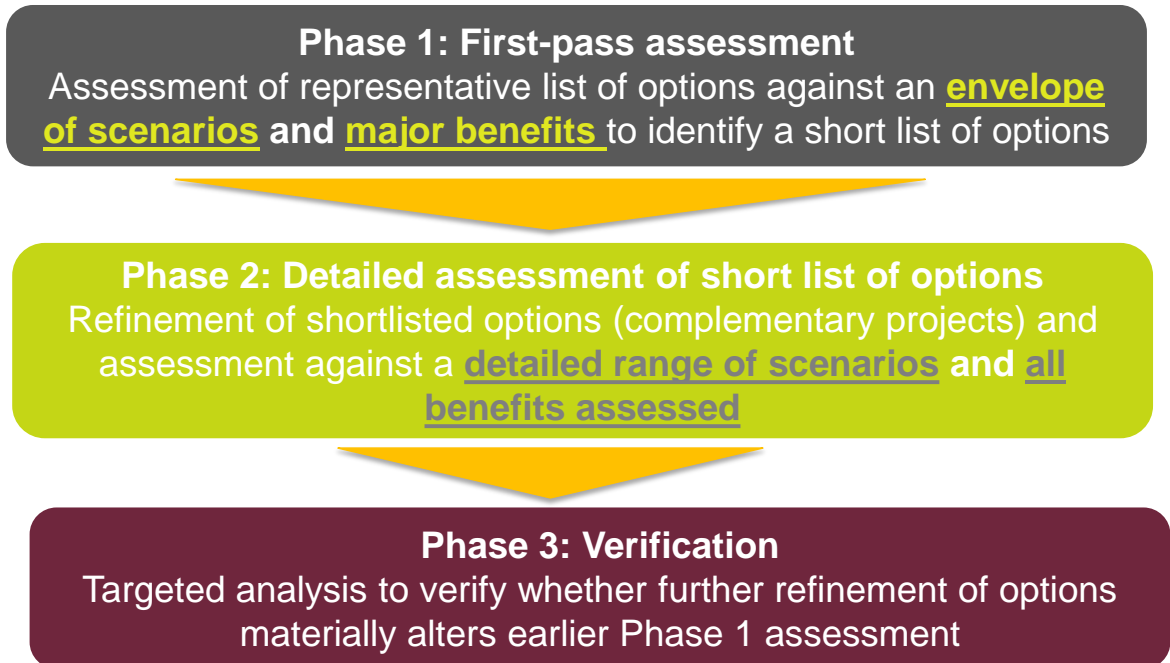 Phase 1: First-pass assessment
Assessment of representative list of options against an envelope
of scenarios and major benefits to identify a short list of options
Phase 2: Detailed assessment of short list of options
Refinement of shortlisted options (complementary projects) and
assessment against a detailed range of scenarios and all
benefits assessed
Phase 3: Verification
Targeted analysis to verify whether further refinement of options
materially alters earlier Phase 1 assessment